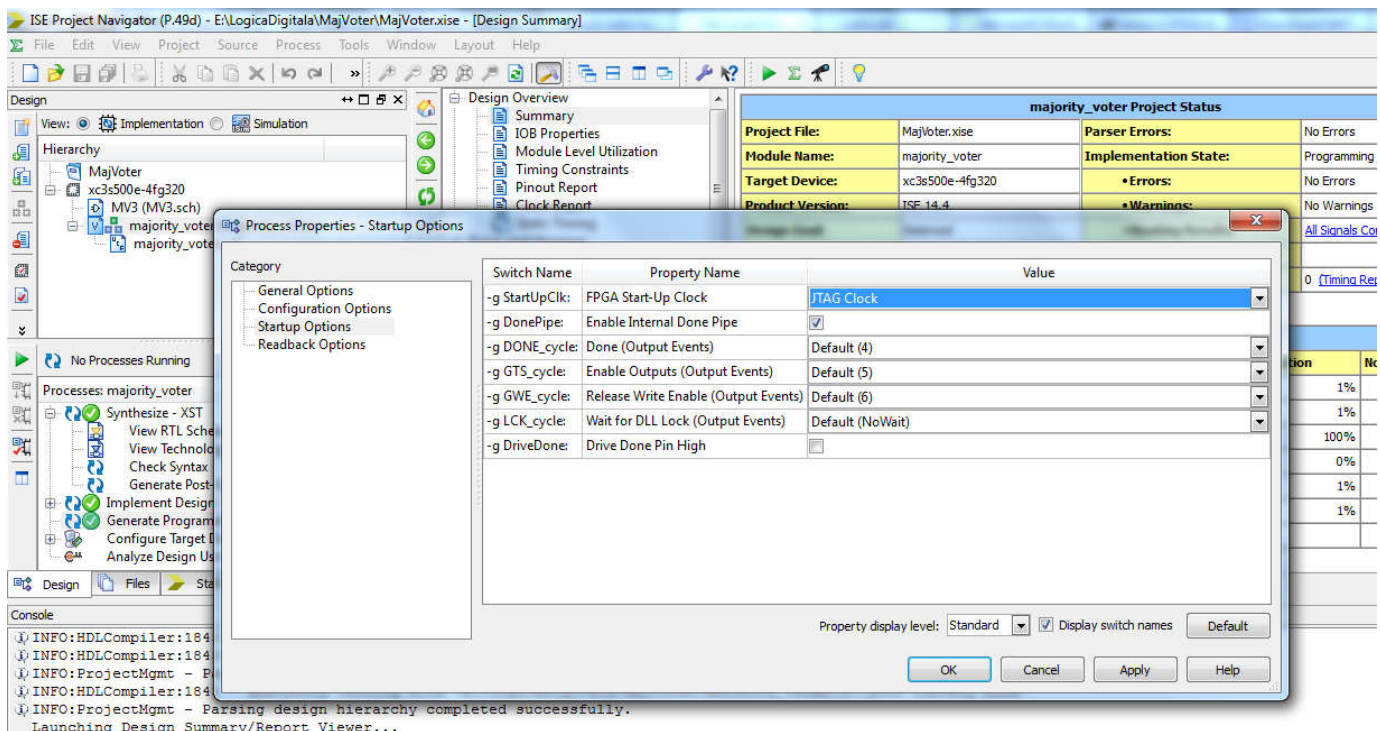 ISE Project Navigator (P.49d) - E:\LogicaDigitala\MajVoter\MajVoter.xise - [Design Summary]
File Edit View Project Source Process Tools Window Layout Help
Design
View: Implementation Simulation
Hierarchy
MajVoter
xc3s500e-4fg320
MV3 (MV3.sch)
majority_voter
majority_vote
No Processes Running
Processes: majority_voter
Synthesize - XST
View RTL Sche
View Technolo
Check Syntax
Generate Post-
Implement Design
Generate Program
Configure Target D
Analyze Design Us
Design Files Sta
Design Overview
Summary
IOB Properties
Module Level Utilization
Timing Constraints
Pinout Report
Clock Report
Static Timing
majority_voter Project Status
Project File: MajVoter.xise Parser Errors: No Errors
Module Name: majority_voter Implementation State: Programming
Target Device: xc3s500e-4fg320 •Errors: No Errors
Product Version: ISE 14.4 •Warnings: No Warnings
All Signals Co
0 (Timing Rep
tion No
1%
1%
100%
0%
1%
1%
Process Properties - Startup Options
Category
General Options
Configuration Options
Startup Options
Readback Options
Switch Name Property Name Value
-g StartUpClk: FPGA Start-Up Clock JTAG Clock
-g DonePipe: Enable Internal Done Pipe
-g DONE_cycle: Done (Output Events) Default (4)
-g GTS_cycle: Enable Outputs (Output Events) Default (5)
-g GWE_cycle: Release Write Enable (Output Events) Default (6)
-g LCK_cycle: Wait for DLL Lock (Output Events) Default (NoWait)
-g DriveDone: Drive Done Pin High
Property display level: Standard Display switch names Default
OK Cancel Apply Help
Console
INFO:HDLCompiler:184
INFO:HDLCompiler:184
INFO:ProjectMgmt - P
INFO:HDLCompiler:184
INFO:ProjectMgmt - Parsing design hierarchy completed successfully.
Launching Design Summary/Report Viewer...